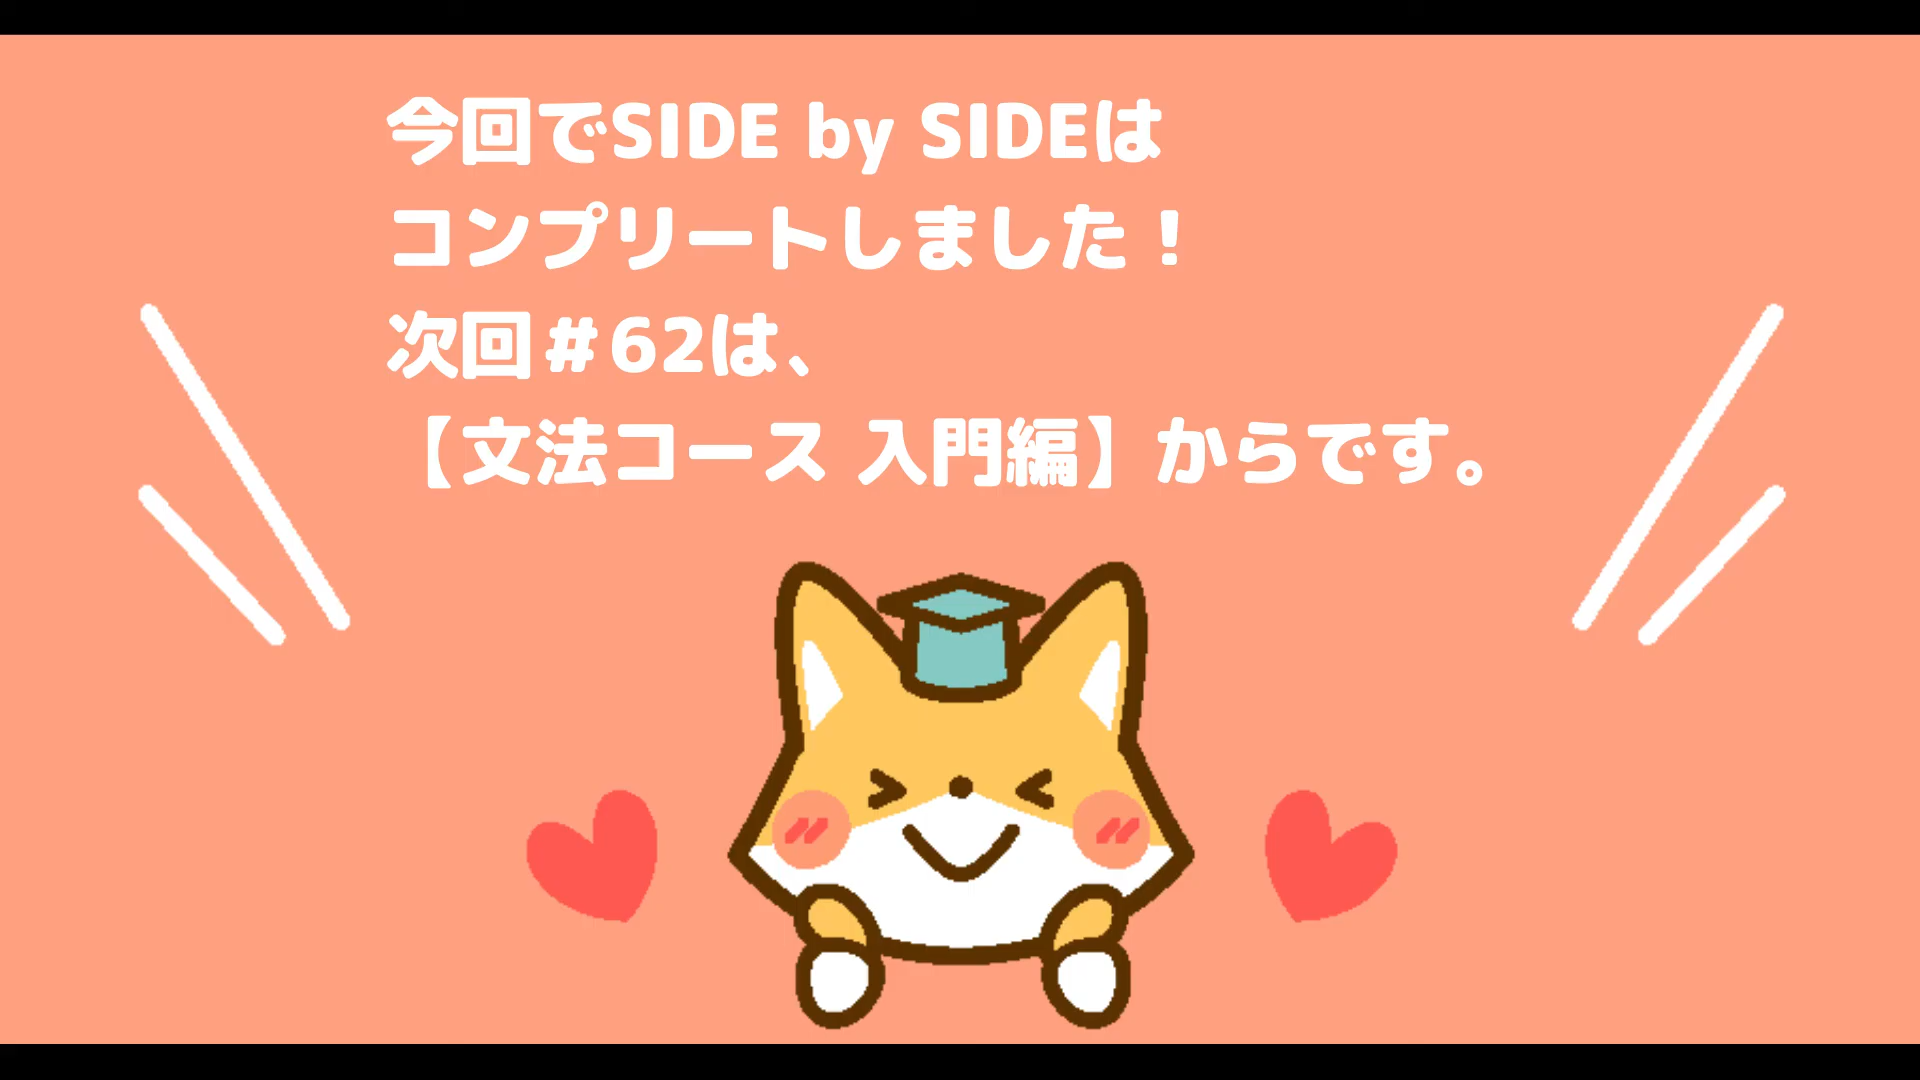 今回でSIDE by SIDEは
コンプリートしました！
次回＃62は、
【文法コース 入門編】からです。